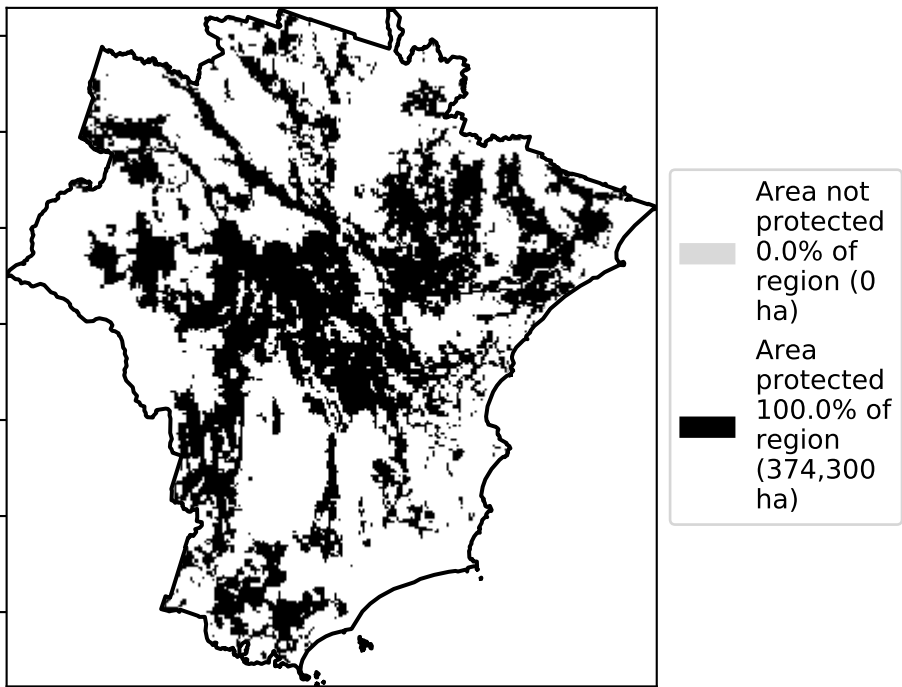 Area not
protected
0.0% of
region (0
ha)
Area
protected
100.0% of
region
(374,300
ha)